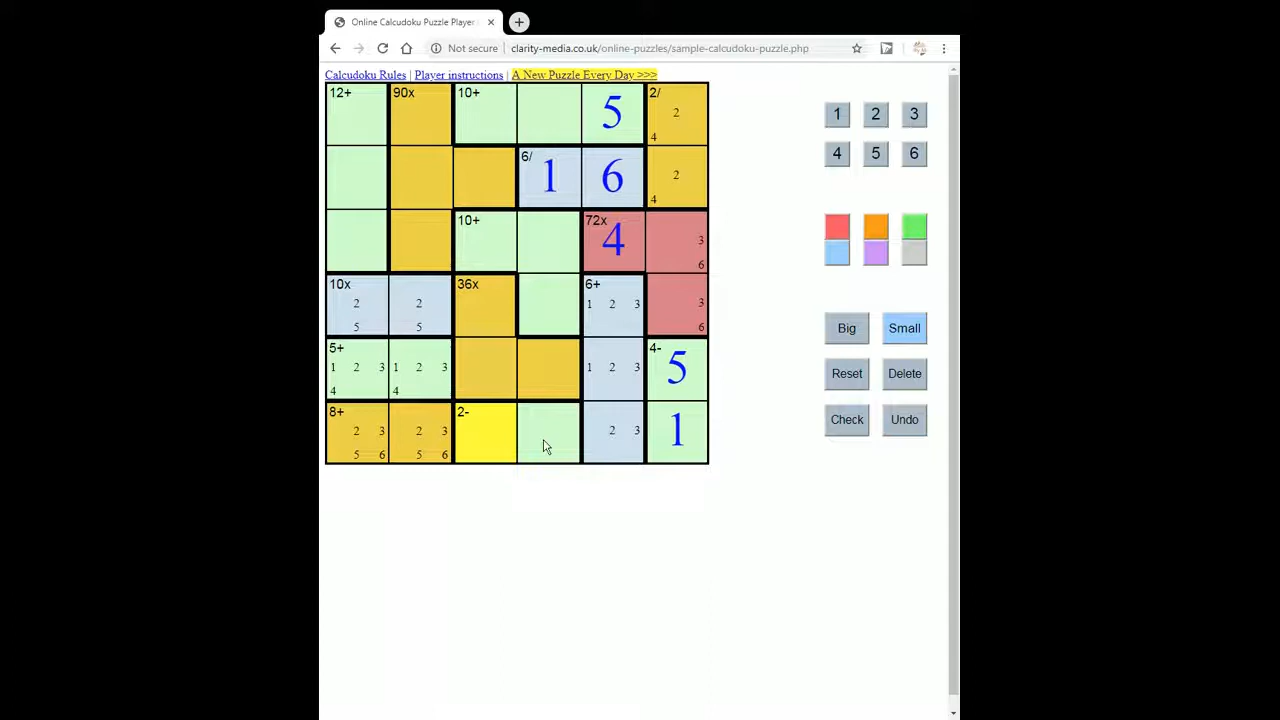 Online Calcudoku Puzzle Player
Not secure | clarity-media.co.uk/online-puzzles/sample-calcudoku-puzzle.php
Calcudoku Rules | Player instructions | A New Puzzle Every Day >>>
12+ 90x 10+ 5 2/ 2 4
6/ 1 6 2 4
10+ 72x 4 3 6
10x 2 5 2 5 36x 6+ 1 2 3 3 6
5+ 1 2 3 4 1 2 3 4 1 2 3 4- 5
8+ 2 3 5 6 2 3 5 6 2- 2 3 1
1 2 3
4 5 6
Big Small
Reset Delete
Check Undo